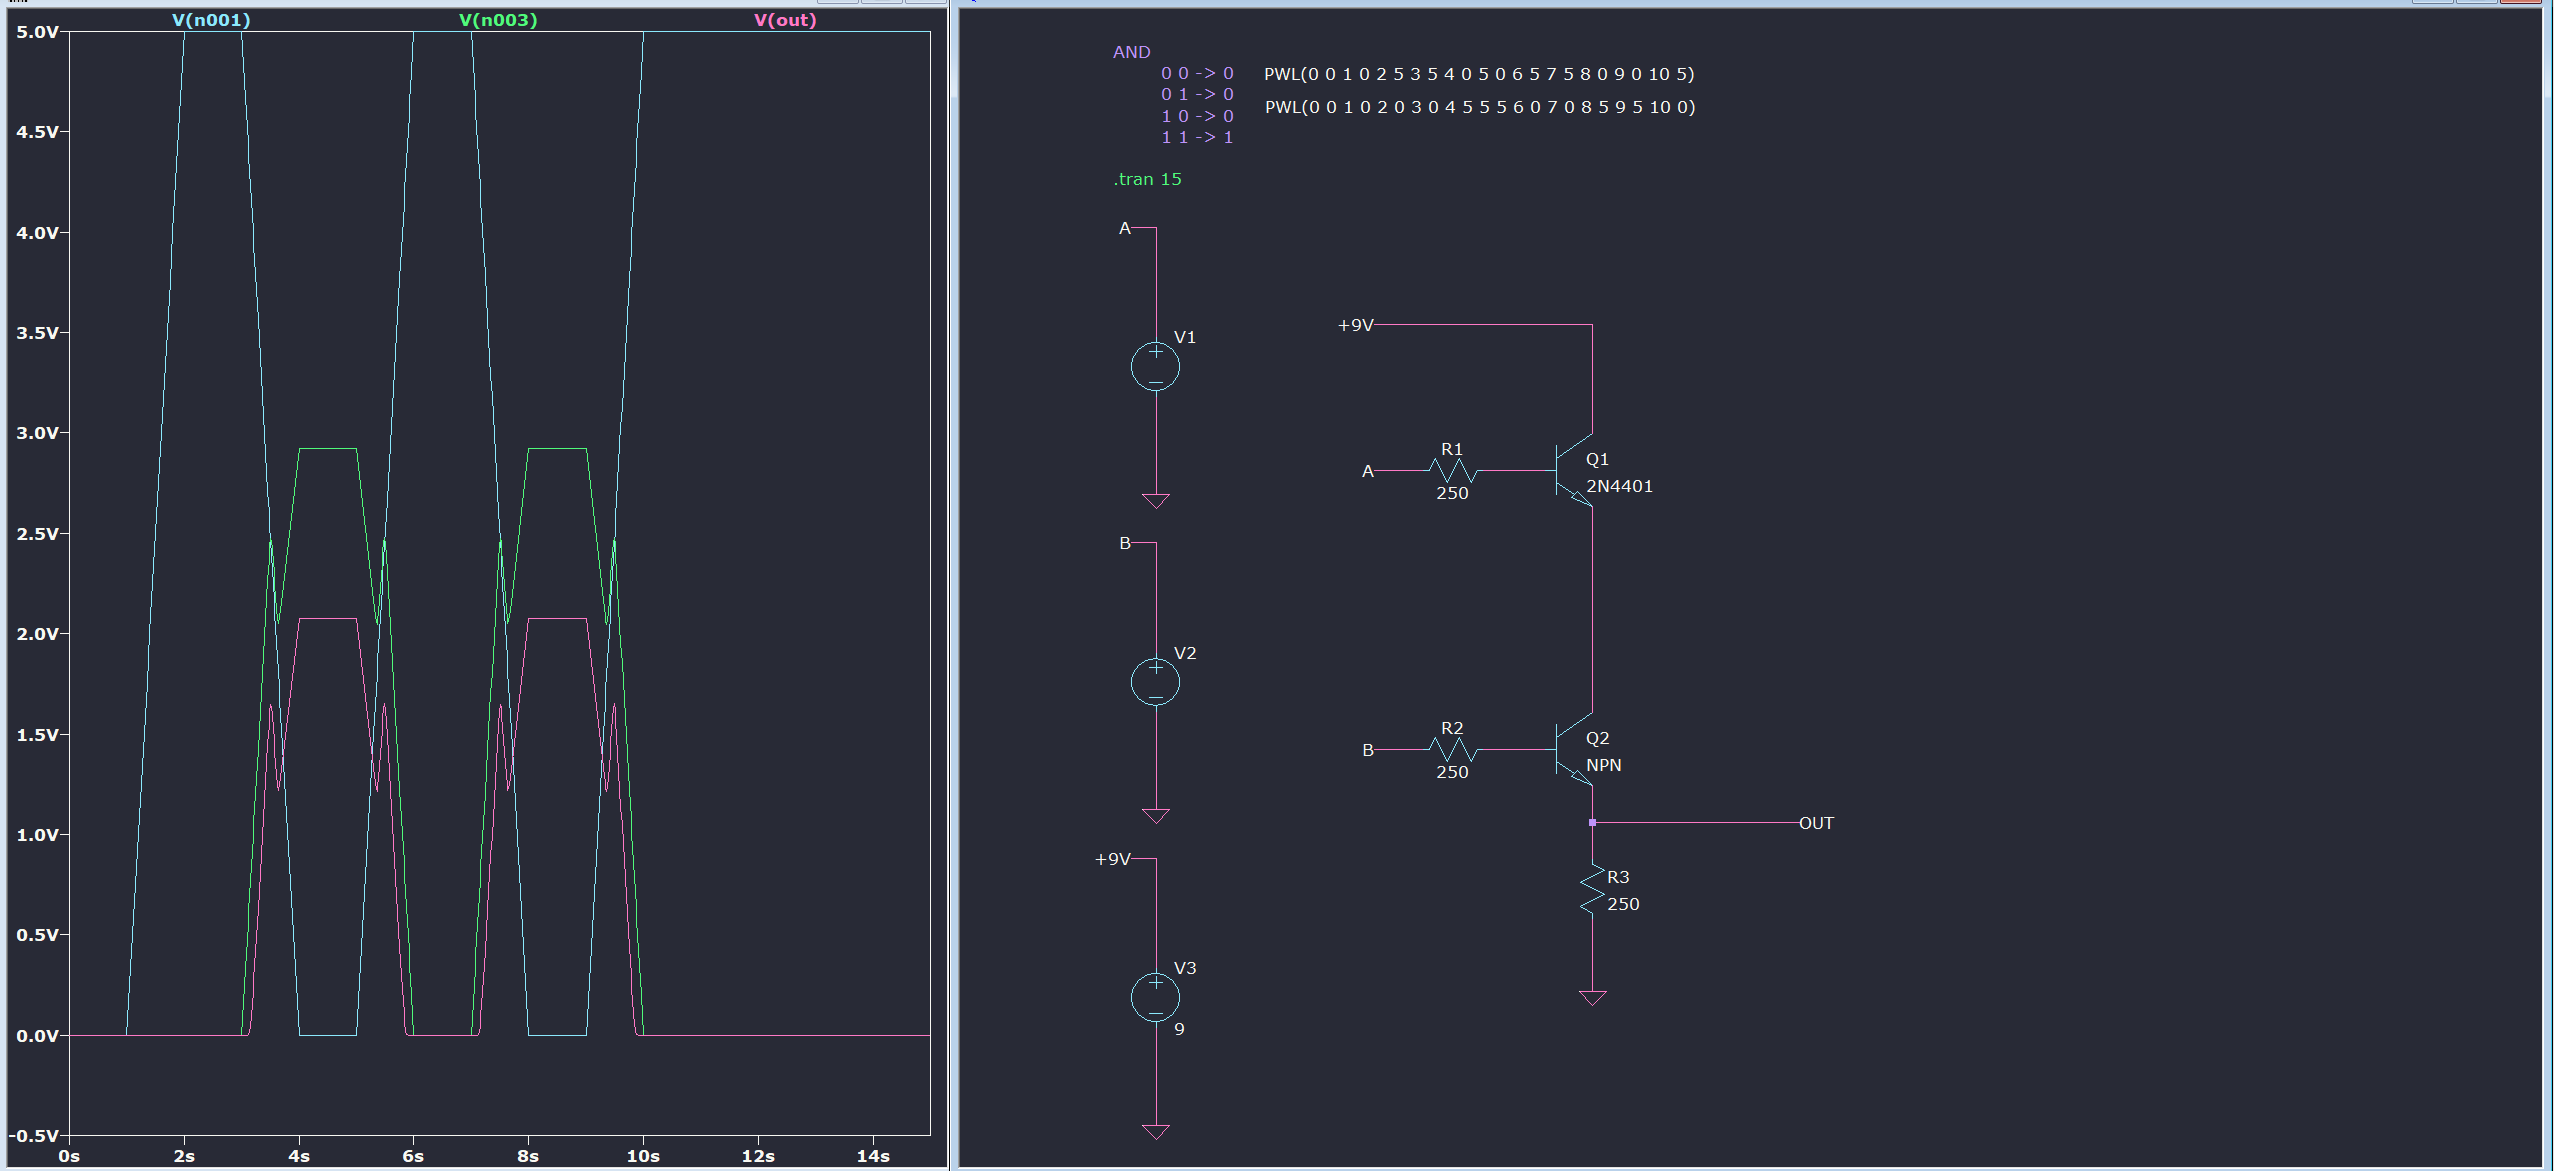 V(n001) V(n003) V(out)
5.0V
4.5V
4.0V
3.5V
3.0V
2.5V
2.0V
1.5V
1.0V
0.5V
0.0V
-0.5V
0s 2s 4s 6s 8s 10s 12s 14s
AND
0 0 -> 0 PWL(0 0 1 0 2 5 3 5 4 0 5 0 6 5 7 5 8 0 9 0 10 5)
0 1 -> 0
PWL(0 0 1 0 2 0 3 0 4 5 5 5 6 0 7 0 8 5 9 5 10 0)
1 0 -> 0
1 1 -> 1
.tran 15
A
V1
B
V2
+9V
V3
9
+9V
A
R1
250
Q1
2N4401
B
R2
250
Q2
NPN
OUT
R3
250